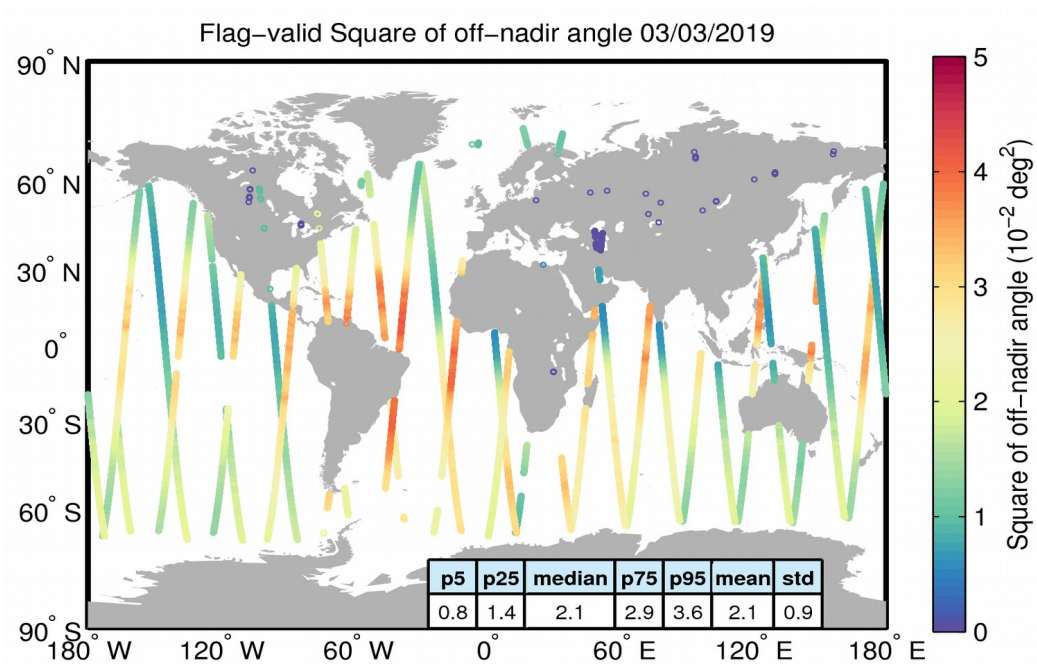 Flag−valid Square of off−nadir angle 03/03/2019
90° N
60° N
30° N
0°
30° S
60° S
90° S
180° W 120° W 60° W 0° 60° E 120° E 180° E
p5 p25 median p75 p95 mean std
0.8 1.4 2.1 2.9 3.6 2.1 0.9
5
4
3
2
1
0
Square of off−nadir angle (10⁻² deg²)